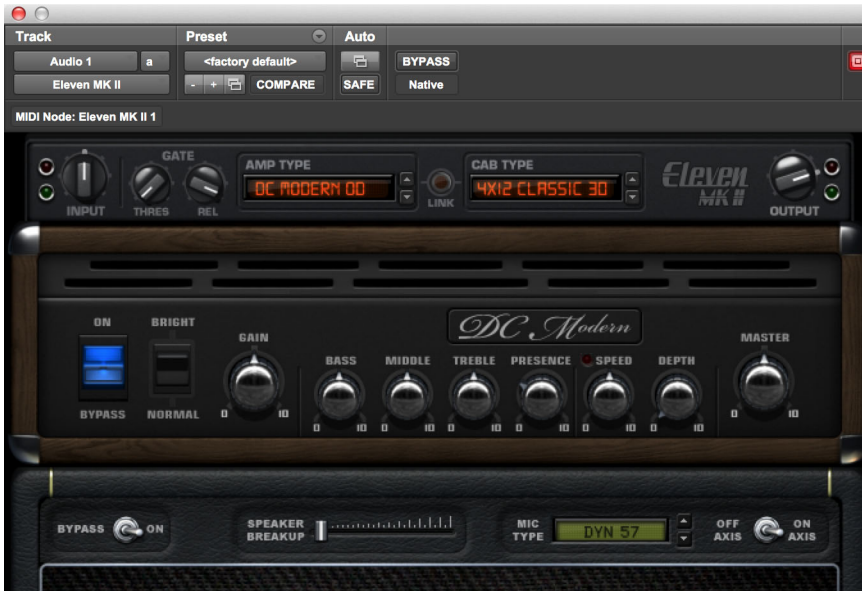 Track Preset Auto
Audio 1 a <factory default> BYPASS
Eleven MK II - + COMPARE SAFE Native
MIDI Node: Eleven MK II 1
GATE
AMP TYPE CAB TYPE
DC MODERN OD 4X12 CLASSIC 30
Eleven
MK II
INPUT THRES REL LINK OUTPUT
DC Modern
ON BRIGHT
GAIN MASTER
BASS MIDDLE TREBLE PRESENCE SPEED DEPTH
BYPASS NORMAL 0 10 0 10
0 10 0 10 0 10 0 10 0 10 0 10
BYPASS ON SPEAKER BREAKUP MIC TYPE DYN 57 OFF AXIS ON AXIS